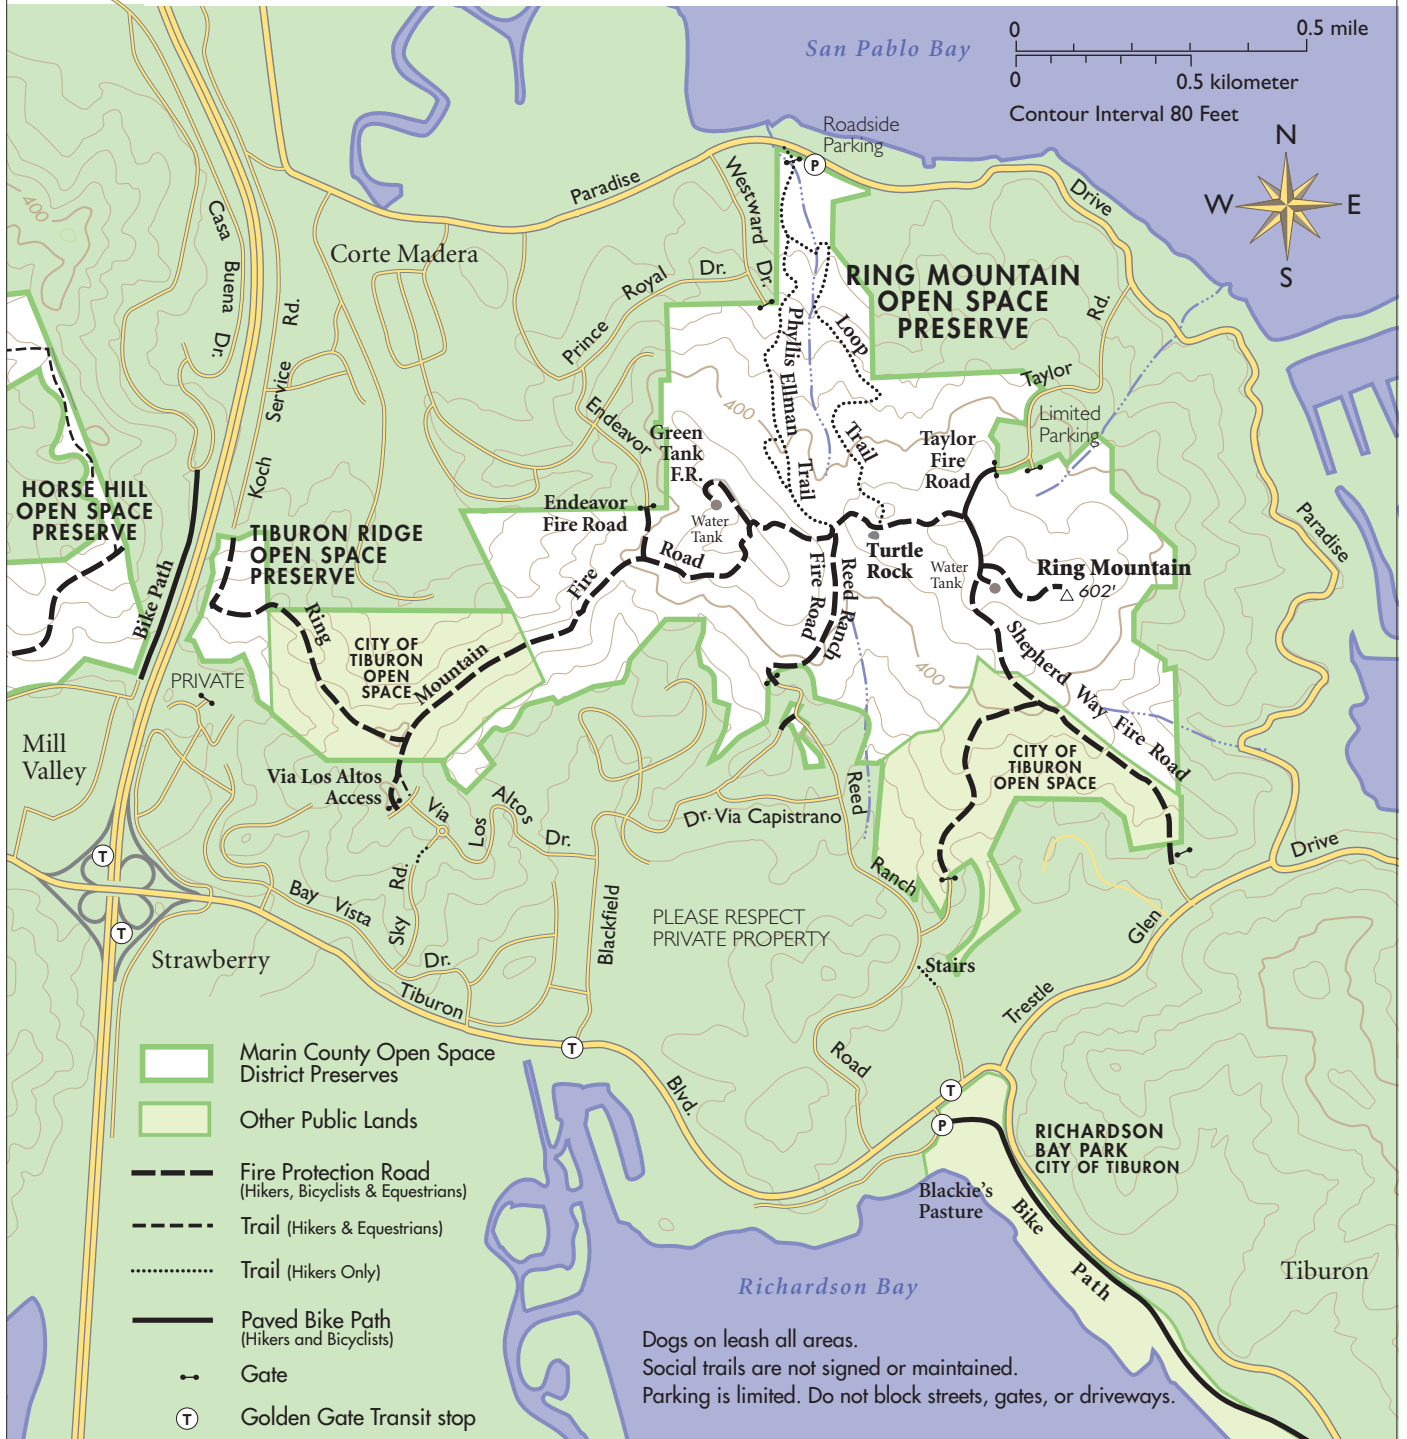 San Pablo Bay
0
0.5 mile
0
0.5 kilometer
Contour Interval 80 Feet
N
W
E
S
Roadside
Parking
P
Paradise
Westward
Dr.
Drive
400
Casa
Buena
Dr.
Corte Madera
Royal
Dr.
Prince
RING MOUNTAIN
OPEN SPACE
PRESERVE
Rd.
Koch
Service
Rd.
Phyllis Ellman
Trail
Loop
Trail
Taylor
400
Endeavor
Limited
Parking
Green
Tank
F.R.
Taylor
Fire
Road
HORSE HILL
OPEN SPACE
PRESERVE
Endeavor
Fire Road
Water
Tank
Paradise
TIBURON RIDGE
OPEN SPACE
PRESERVE
Road
Turtle
Rock
Water
Tank
Ring Mountain
602'
Bike Path
Fire
Fire Road
Reed Ranch
Ring
CITY OF
TIBURON
OPEN
SPACE
Mountain
400
Shepherd Way Fire Road
PRIVATE
Mill
Valley
CITY OF
TIBURON
OPEN SPACE
Via Los Altos
Access
Via
Los
Altos
Dr.
Dr.
Via Capistrano
Reed
Drive
T
Ranch
Bay
Vista
Sky
Rd.
Dr.
Blackfield
PLEASE RESPECT
PRIVATE PROPERTY
Glen
T
Strawberry
Stairs
Tiburon
Trestle
T
Road
Blvd.
T
P
Marin County Open Space
District Preserves
Other Public Lands
Fire Protection Road
(Hikers, Bicyclists & Equestrians)
Trail (Hikers & Equestrians)
Trail (Hikers Only)
Paved Bike Path
(Hikers and Bicyclists)
Gate
T
Golden Gate Transit stop
RICHARDSON
BAY PARK
CITY OF TIBURON
Blackie's
Pasture
Bike
Path
Tiburon
Richardson Bay
Dogs on leash all areas.
Social trails are not signed or maintained.
Parking is limited. Do not block streets, gates, or driveways.